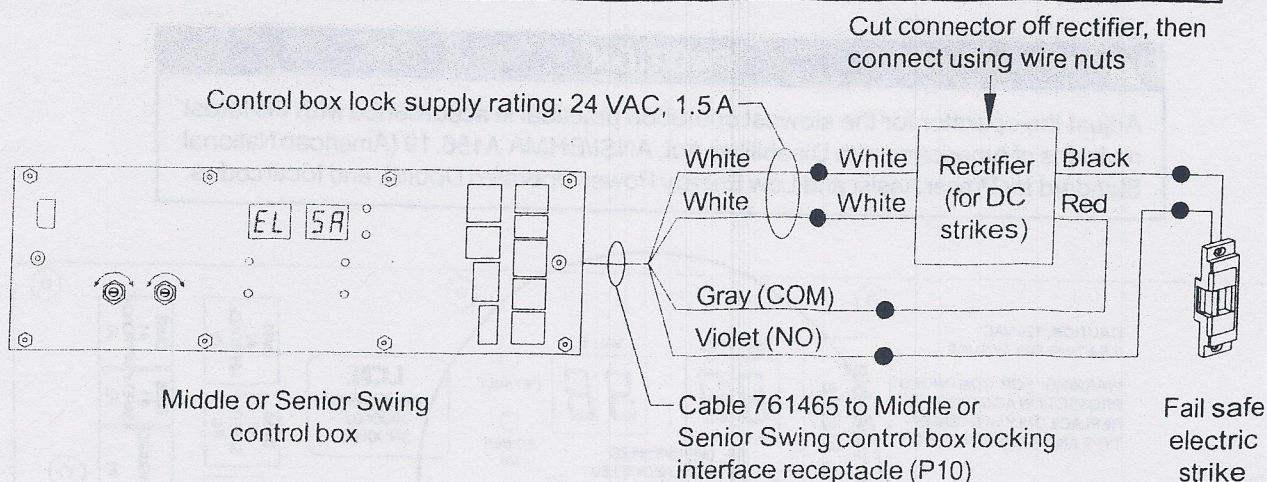 Cut connector off rectifier, then
connect using wire nuts
Control box lock supply rating: 24 VAC, 1.5 A
White
White
White
White
Rectifier
(for DC
strikes)
Black
Red
EL
SA
Gray (COM)
Violet (NO)
Middle or Senior Swing
control box
Cable 761465 to Middle or
Senior Swing control box locking
interface receptacle (P10)
Fail safe
electric
strike